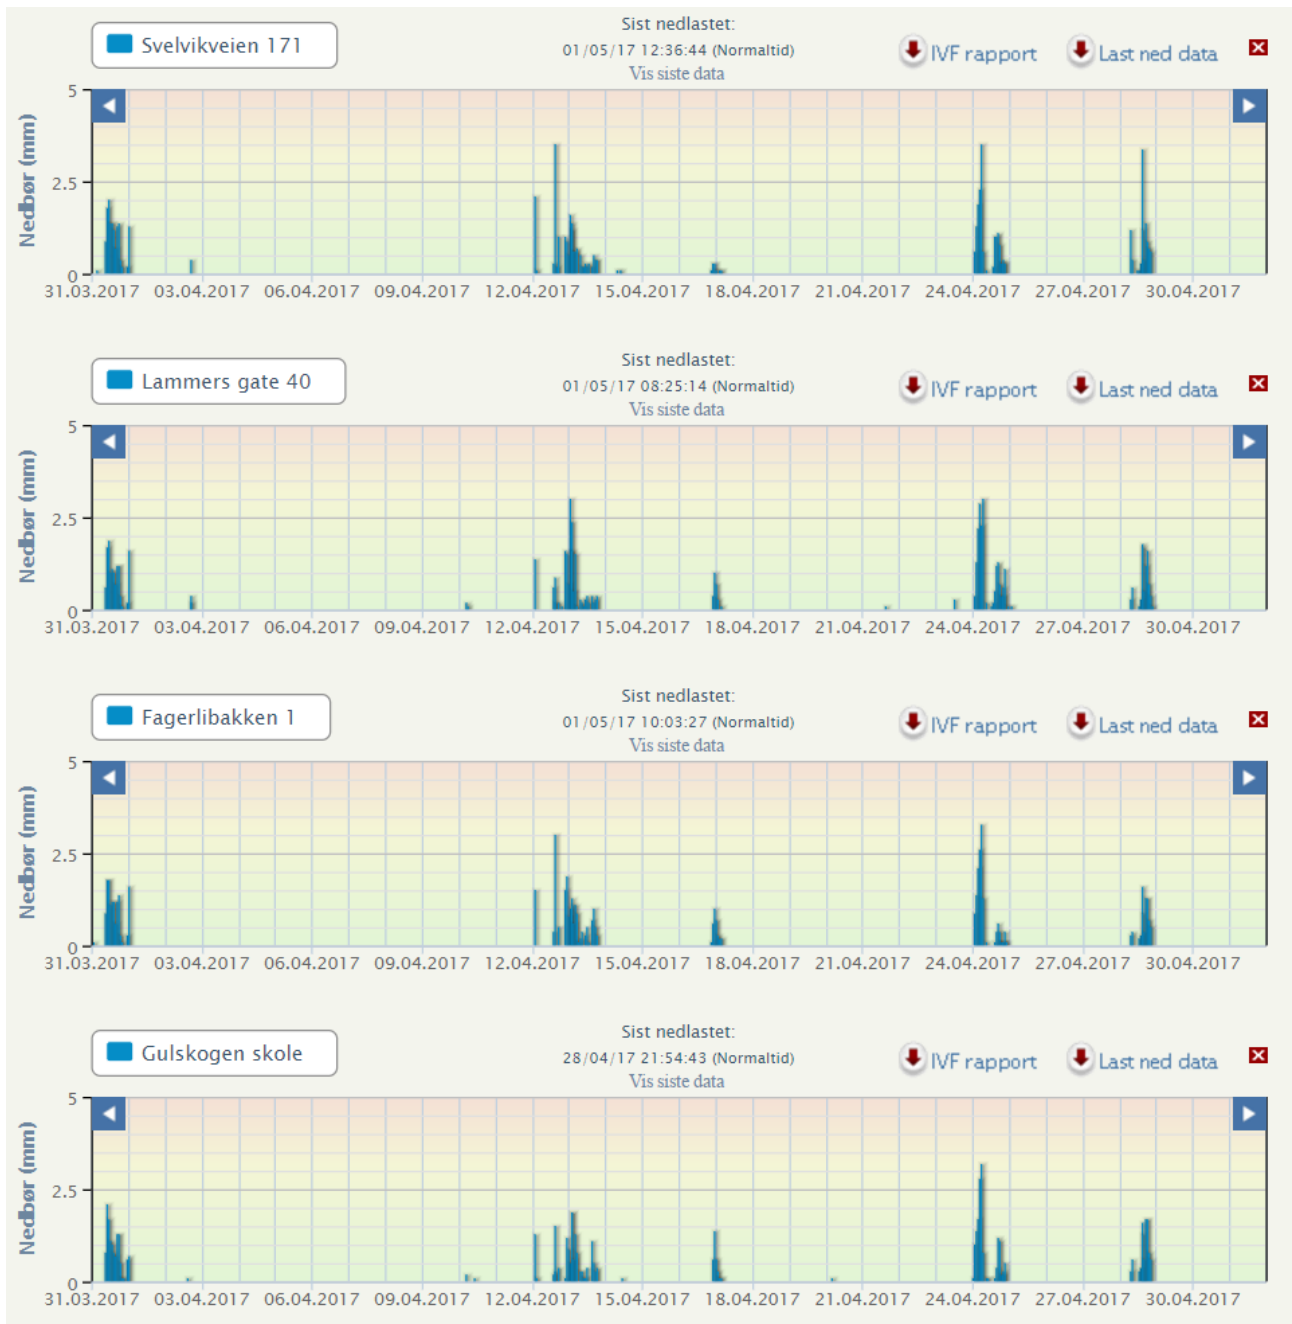 Svelvikveien 171
Sist nedlastet:
01/05/17 12:36:44 (Normaltid)
Vis siste data
IVF rapport
Last ned data
Nedbør (mm)
5
2.5
0
31.03.2017 03.04.2017 06.04.2017 09.04.2017 12.04.2017 15.04.2017 18.04.2017 21.04.2017 24.04.2017 27.04.2017 30.04.2017
Lammers gate 40
Sist nedlastet:
01/05/17 08:25:14 (Normaltid)
Vis siste data
IVF rapport
Last ned data
Nedbør (mm)
5
2.5
0
31.03.2017 03.04.2017 06.04.2017 09.04.2017 12.04.2017 15.04.2017 18.04.2017 21.04.2017 24.04.2017 27.04.2017 30.04.2017
Fagerlibakken 1
Sist nedlastet:
01/05/17 10:03:27 (Normaltid)
Vis siste data
IVF rapport
Last ned data
Nedbør (mm)
5
2.5
0
31.03.2017 03.04.2017 06.04.2017 09.04.2017 12.04.2017 15.04.2017 18.04.2017 21.04.2017 24.04.2017 27.04.2017 30.04.2017
Gulskogen skole
Sist nedlastet:
28/04/17 21:54:43 (Normaltid)
Vis siste data
IVF rapport
Last ned data
Nedbør (mm)
5
2.5
0
31.03.2017 03.04.2017 06.04.2017 09.04.2017 12.04.2017 15.04.2017 18.04.2017 21.04.2017 24.04.2017 27.04.2017 30.04.2017